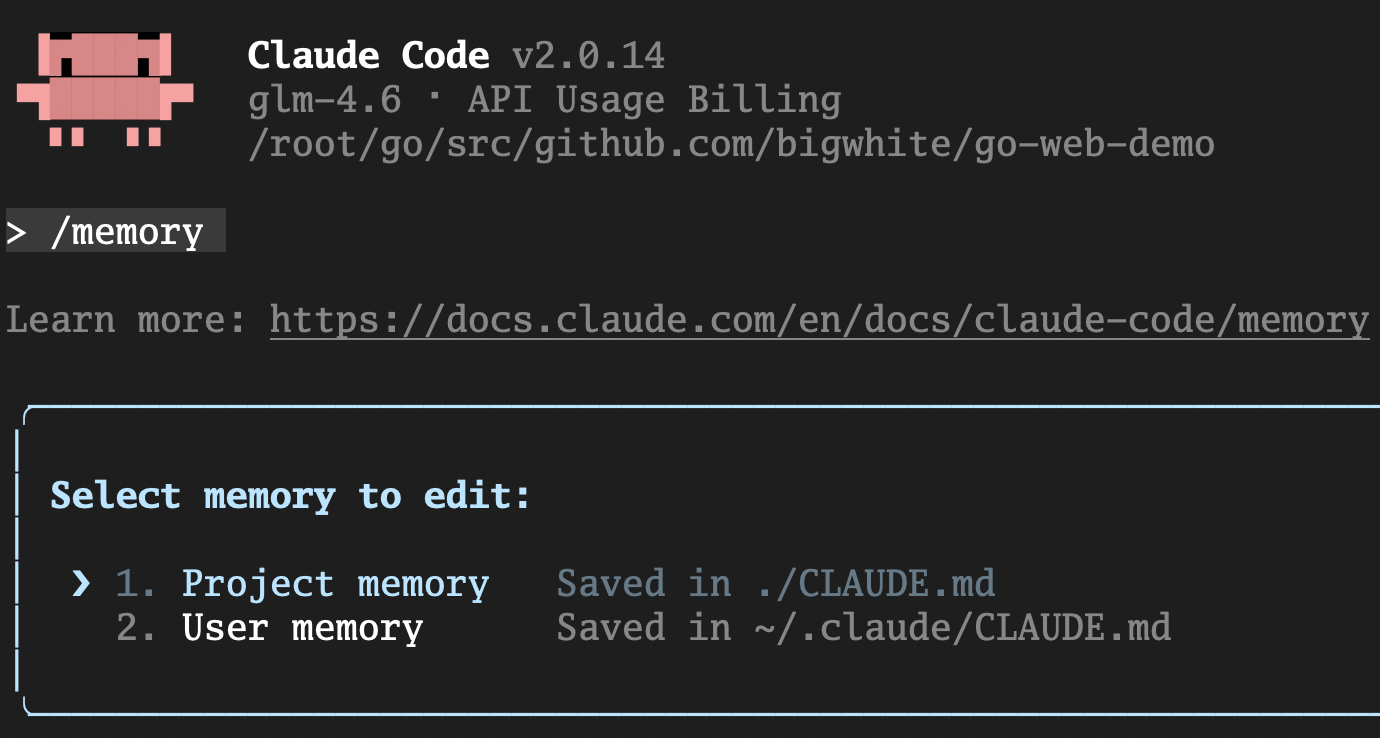 Claude Code v2.0.14
glm-4.6 · API Usage Billing
/root/go/src/github.com/bigwhite/go-web-demo
> /memory
Learn more: https://docs.claude.com/en/docs/claude-code/memory
Select memory to edit:
❯ 1. Project memory   Saved in ./CLAUDE.md
2. User memory      Saved in ~/.claude/CLAUDE.md